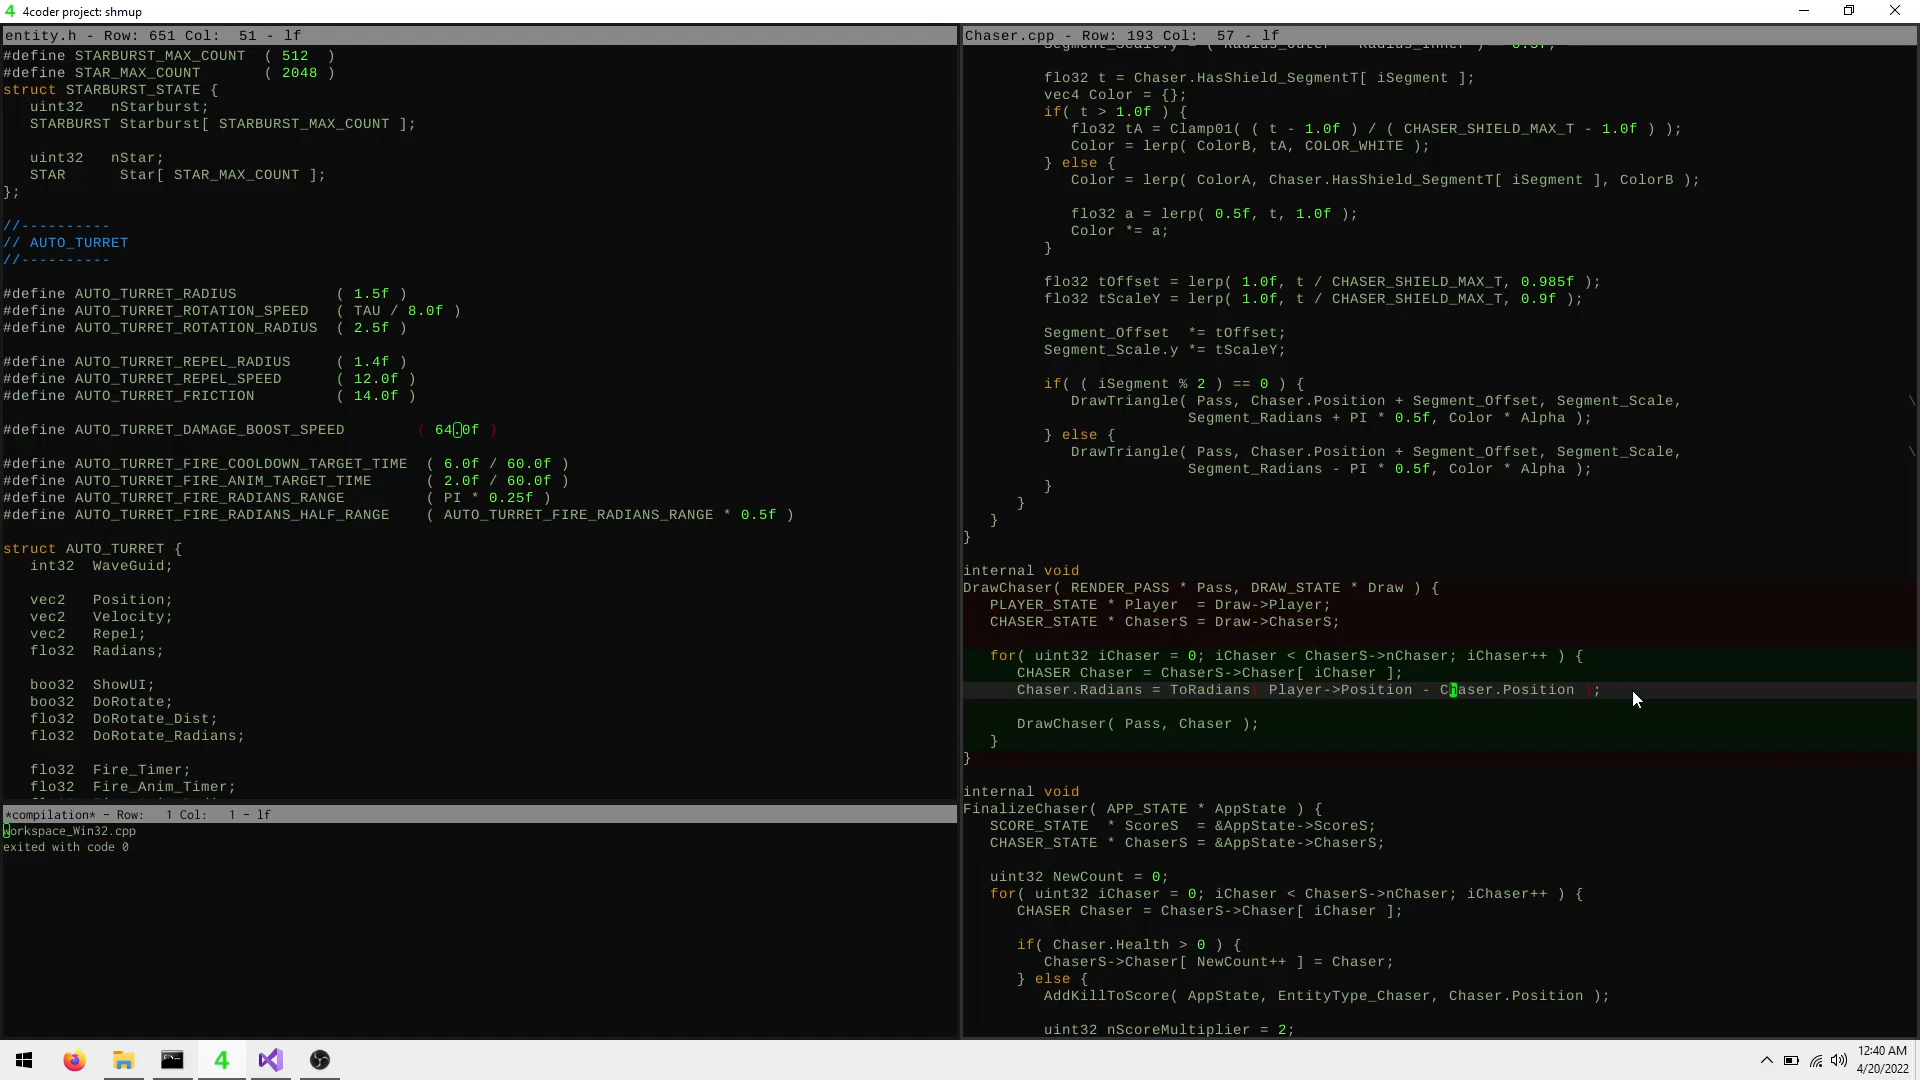 4coder project: shmup
entity.h - Row: 651 Col:  51 - lf
#define STARBURST_MAX_COUNT  ( 512  )
#define STAR_MAX_COUNT       ( 2048 )
struct STARBURST_STATE {
uint32   nStarburst;
STARBURST Starburst[ STARBURST_MAX_COUNT ];
uint32   nStar;
STAR      Star[ STAR_MAX_COUNT ];
};
//----------
// AUTO_TURRET
//----------
#define AUTO_TURRET_RADIUS           ( 1.5f )
#define AUTO_TURRET_ROTATION_SPEED   ( TAU / 8.0f )
#define AUTO_TURRET_ROTATION_RADIUS  ( 2.5f )
#define AUTO_TURRET_REPEL_RADIUS     ( 1.4f )
#define AUTO_TURRET_REPEL_SPEED      ( 12.0f )
#define AUTO_TURRET_FRICTION         ( 14.0f )
#define AUTO_TURRET_DAMAGE_BOOST_SPEED        ( 64.0f )
#define AUTO_TURRET_FIRE_COOLDOWN_TARGET_TIME  ( 6.0f / 60.0f )
#define AUTO_TURRET_FIRE_ANIM_TARGET_TIME      ( 2.0f / 60.0f )
#define AUTO_TURRET_FIRE_RADIANS_RANGE         ( PI * 0.25f )
#define AUTO_TURRET_FIRE_RADIANS_HALF_RANGE    ( AUTO_TURRET_FIRE_RADIANS_RANGE * 0.5f )
struct AUTO_TURRET {
int32  WaveGuid;
vec2   Position;
vec2   Velocity;
vec2   Repel;
flo32  Radians;
boo32  ShowUI;
boo32  DoRotate;
flo32  DoRotate_Dist;
flo32  DoRotate_Radians;
flo32  Fire_Timer;
flo32  Fire_Anim_Timer;
*compilation* - Row:   1 Col:   1 - lf
workspace_Win32.cpp
exited with code 0
Chaser.cpp - Row: 193 Col:  57 - lf
Segment_Scale.y = ( Radius_Outer - Radius_Inner ) * 0.5f;
flo32 t = Chaser.HasShield_SegmentT[ iSegment ];
vec4 Color = {};
if( t > 1.0f ) {
flo32 tA = Clamp01( ( t - 1.0f ) / ( CHASER_SHIELD_MAX_T - 1.0f ) );
Color = lerp( ColorB, tA, COLOR_WHITE );
} else {
Color = lerp( ColorA, Chaser.HasShield_SegmentT[ iSegment ], ColorB );
flo32 a = lerp( 0.5f, t, 1.0f );
Color *= a;
}
flo32 tOffset = lerp( 1.0f, t / CHASER_SHIELD_MAX_T, 0.985f );
flo32 tScaleY = lerp( 1.0f, t / CHASER_SHIELD_MAX_T, 0.9f );
Segment_Offset  *= tOffset;
Segment_Scale.y *= tScaleY;
if( ( iSegment % 2 ) == 0 ) {
DrawTriangle( Pass, Chaser.Position + Segment_Offset, Segment_Scale, \
Segment_Radians + PI * 0.5f, Color * Alpha );
} else {
DrawTriangle( Pass, Chaser.Position + Segment_Offset, Segment_Scale, \
Segment_Radians - PI * 0.5f, Color * Alpha );
}
}
}
}
internal void
DrawChaser( RENDER_PASS * Pass, DRAW_STATE * Draw ) {
PLAYER_STATE * Player  = Draw->Player;
CHASER_STATE * ChaserS = Draw->ChaserS;
for( uint32 iChaser = 0; iChaser < ChaserS->nChaser; iChaser++ ) {
CHASER Chaser = ChaserS->Chaser[ iChaser ];
Chaser.Radians = ToRadians( Player->Position - Chaser.Position );
DrawChaser( Pass, Chaser );
}
}
internal void
FinalizeChaser( APP_STATE * AppState ) {
SCORE_STATE  * ScoreS  = &AppState->ScoreS;
CHASER_STATE * ChaserS = &AppState->ChaserS;
uint32 NewCount = 0;
for( uint32 iChaser = 0; iChaser < ChaserS->nChaser; iChaser++ ) {
CHASER Chaser = ChaserS->Chaser[ iChaser ];
if( Chaser.Health > 0 ) {
ChaserS->Chaser[ NewCount++ ] = Chaser;
} else {
AddKillToScore( AppState, EntityType_Chaser, Chaser.Position );
uint32 nScoreMultiplier = 2;
12:40 AM
4/20/2022